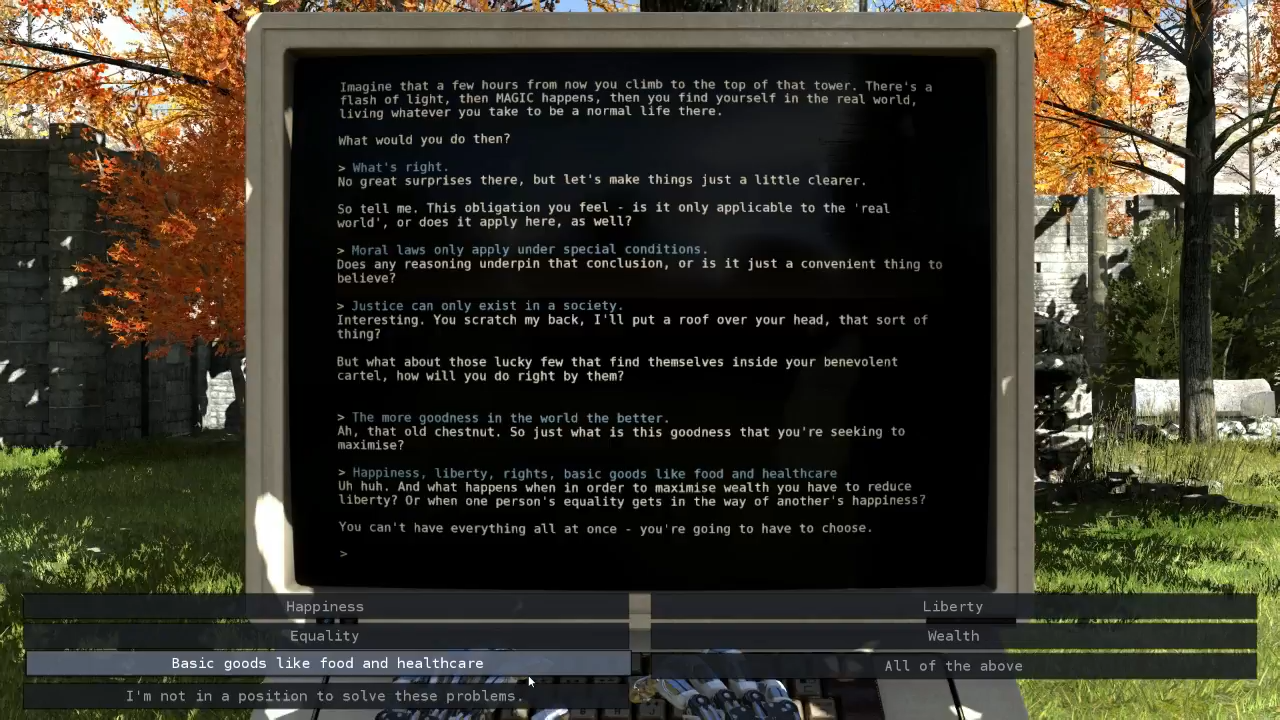 Imagine that a few hours from now you climb to the top of that tower. There's a
flash of light, then MAGIC happens, then you find yourself in the real world,
living whatever you take to be a normal life there.
What would you do then?
> What's right.
No great surprises there, but let's make things just a little clearer.
So tell me. This obligation you feel - is it only applicable to the 'real
world', or does it apply here, as well?
> Moral laws only apply under special conditions.
Does any reasoning underpin that conclusion, or is it just a convenient thing to
believe?
> Justice can only exist in a society.
Interesting. You scratch my back, I'll put a roof over your head, that sort of
thing?
But what about those lucky few that find themselves inside your benevolent
cartel, how will you do right by them?
> The more goodness in the world the better.
Ah, that old chestnut. So just what is this goodness that you're seeking to
maximise?
> Happiness, liberty, rights, basic goods like food and healthcare
Uh huh. And what happens when in order to maximise wealth you have to reduce
liberty? Or when one person's equality gets in the way of another's happiness?
You can't have everything all at once - you're going to have to choose.
>
Happiness
Liberty
Equality
Wealth
Basic goods like food and healthcare
All of the above
I'm not in a position to solve these problems.